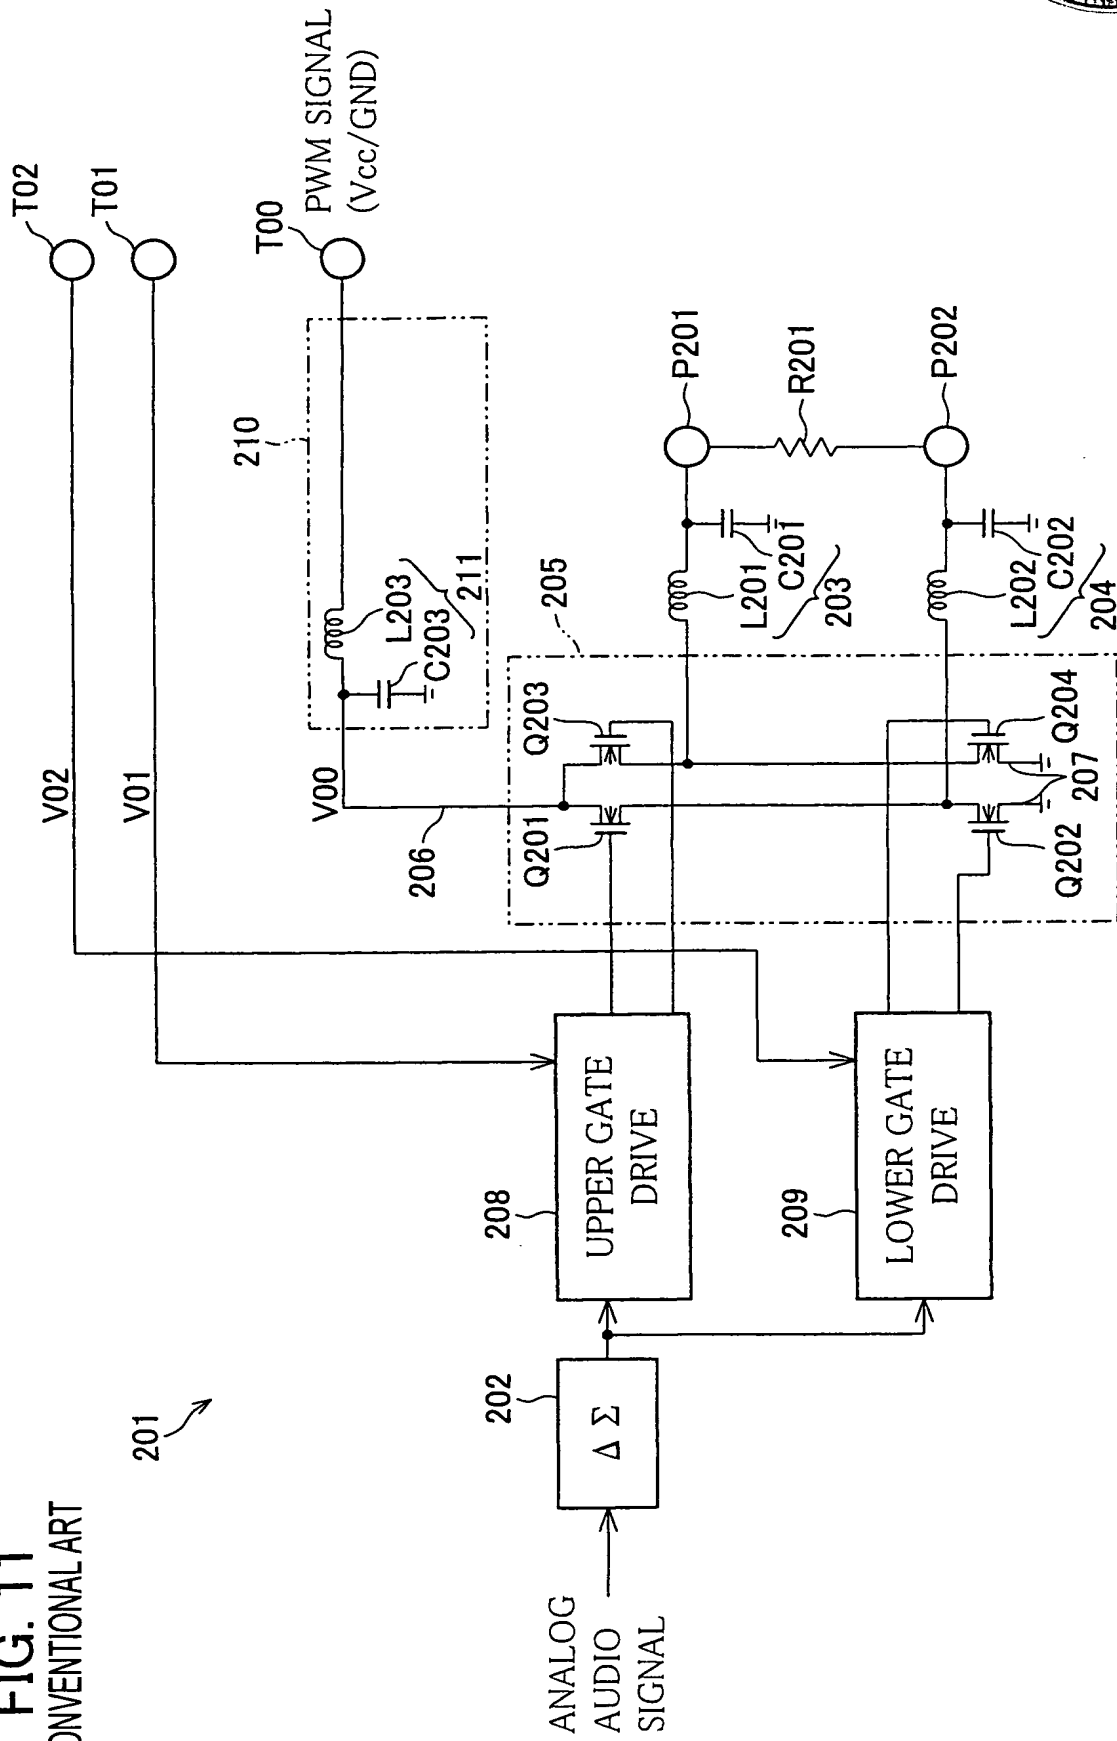 FIG. 11
ONVENTIONAL ART
201
ANALOG
AUDIO
SIGNAL
202
Δ Σ
208
UPPER GATE
DRIVE
209
LOWER GATE
DRIVE
V02
V01
V00
206
T02
T01
T00
PWM SIGNAL
(Vcc/GND)
210
L203
C203
211
205
Q201
Q203
Q202
Q204
207
L201
C201
203
L202
C202
204
P201
R201
P202